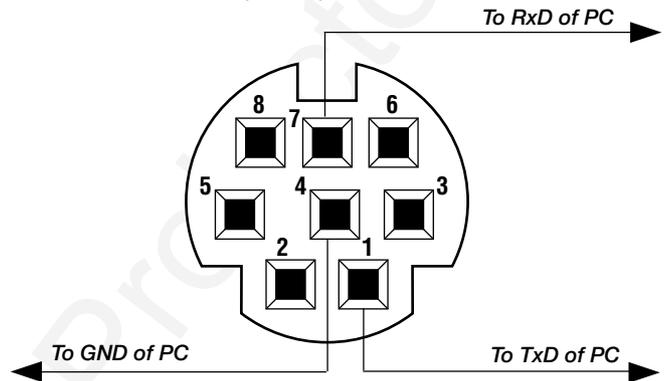 To RxD of PC
8 7 6
5 4 3
2 1
To GND of PC To TxD of PC